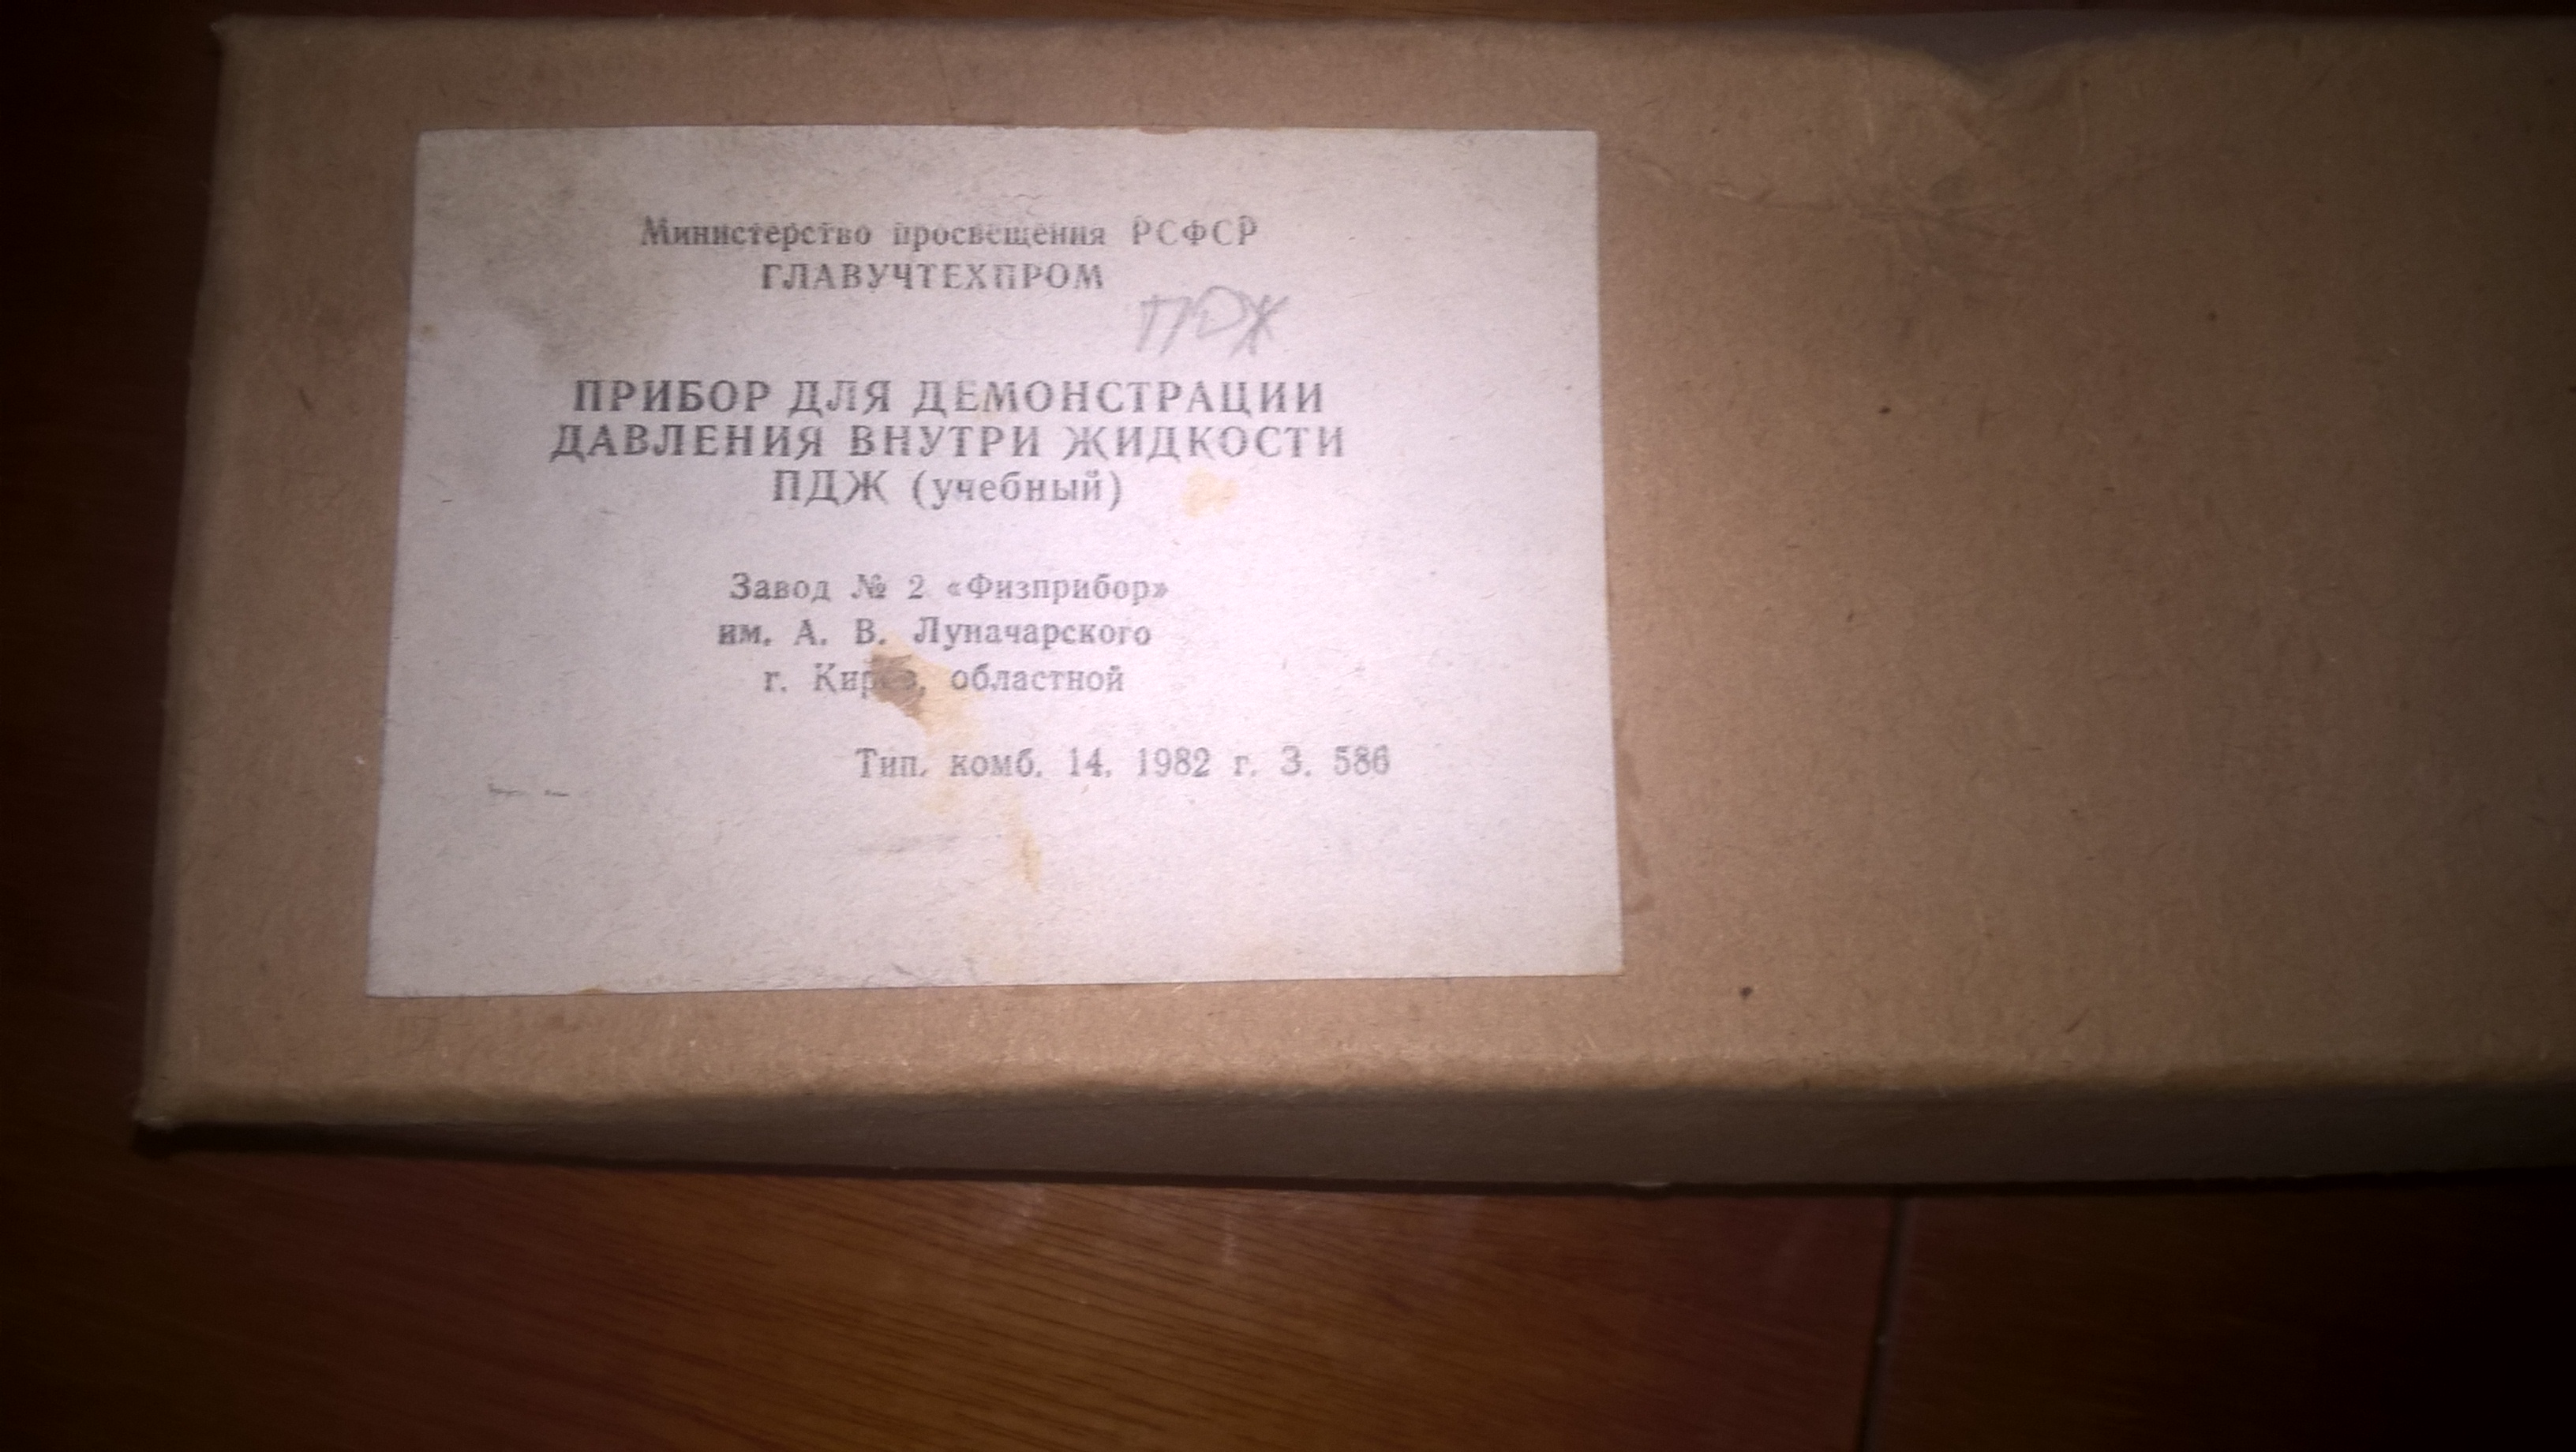 Министерство просвещения РСФСР
ГЛАВУЧТЕХПРОМ
ПДЖ
ПРИБОР ДЛЯ ДЕМОНСТРАЦИИ
ДАВЛЕНИЯ ВНУТРИ ЖИДКОСТИ
ПДЖ (учебный)
Завод № 2 «Физприбор»
им. А. В. Луначарского
г. Киров, областной
Тип. комб. 14. 1982 г. З. 586